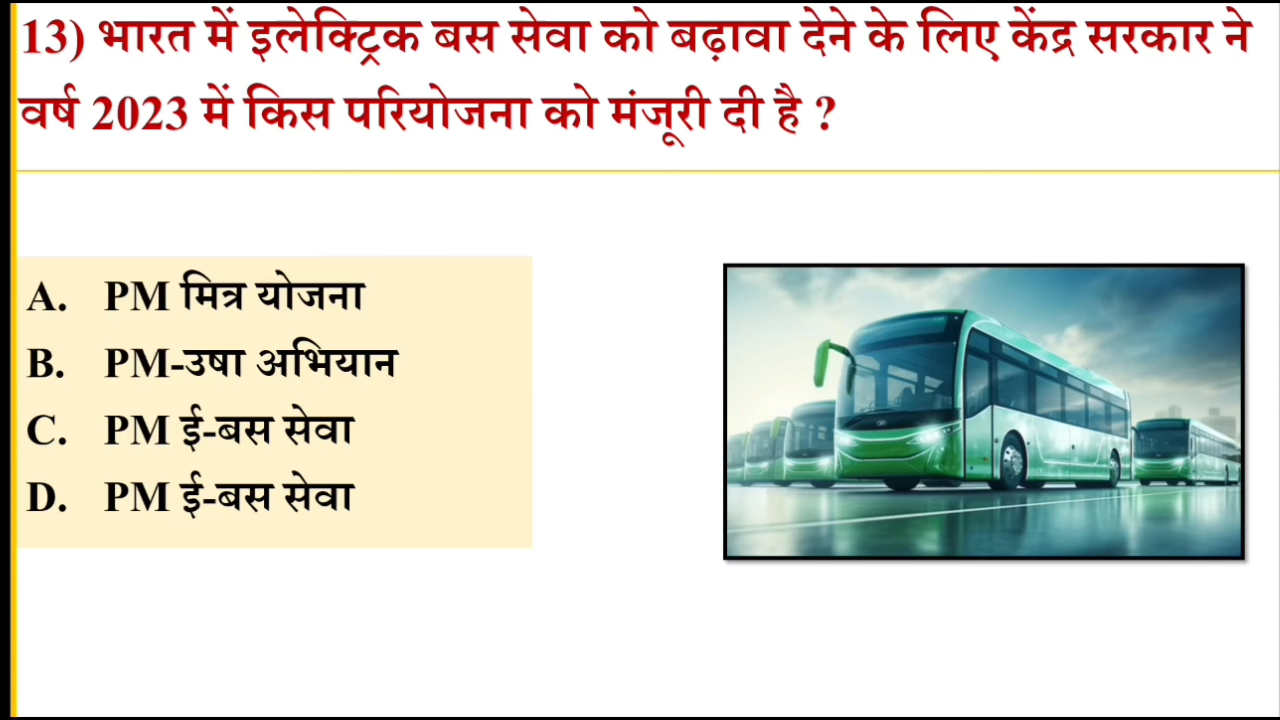 13) भारत में इलेक्ट्रिक बस सेवा को बढ़ावा देने के लिए केंद्र सरकार ने
वर्ष 2023 में किस परियोजना को मंजूरी दी है ?
A. PM मित्र योजना
B. PM-उषा अभियान
C. PM ई-बस सेवा
D. PM ई-बस सेवा